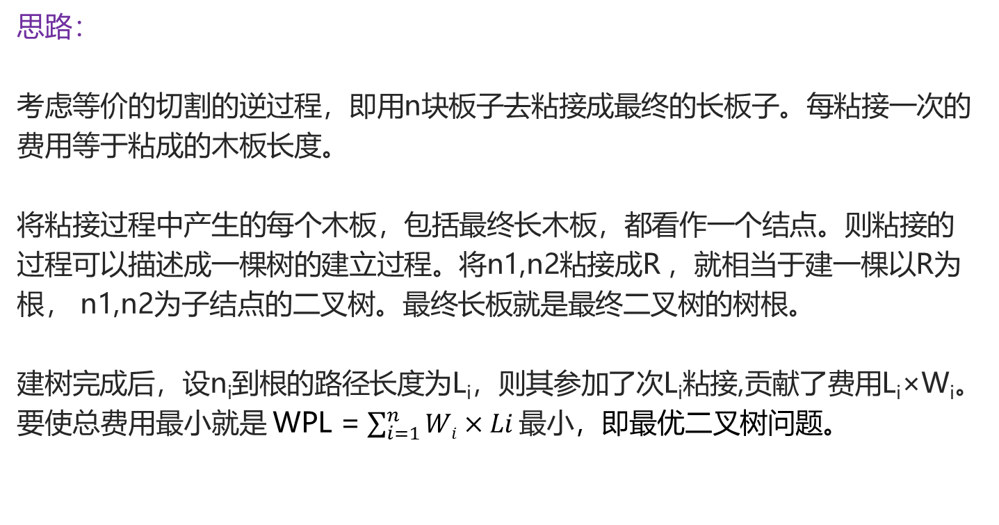 思路：
考虑等价的切割的逆过程，即用n块板子去粘接成最终的长板子。每粘接一次的
费用等于粘成的木板长度。
将粘接过程中产生的每个木板，包括最终长木板，都看作一个结点。则粘接的
过程可以描述成一棵树的建立过程。将n1,n2粘接成R ，就相当于建一棵以R为
根， n1,n2为子结点的二叉树。最终长板就是最终二叉树的树根。
建树完成后，设nᵢ到根的路径长度为Lᵢ，则其参加了次Lᵢ粘接,贡献了费用Lᵢ×Wᵢ。
要使总费用最小就是 WPL = ∑ⁿᵢ₌₁ Wᵢ × Li 最小，即最优二叉树问题。